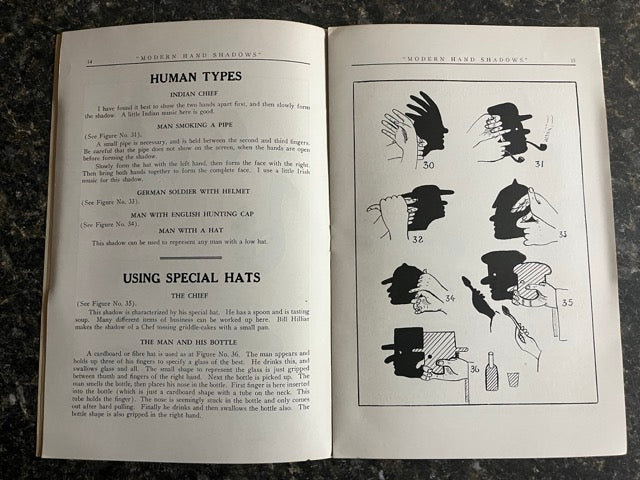 14
"MODERN HAND SHADOWS"
HUMAN TYPES
INDIAN CHIEF
I have found it best to show the two hands apart first, and then slowly form
the shadow. A little Indian music here is good.
MAN SMOKING A PIPE
(See Figure No. 31).
A small pipe is necessary, and is held between the second and third fingers.
Be careful that the pipe does not show on the screen, when the hands are open
before forming the shadow.
Slowly form the hat with the left hand, then form the face with the right.
Then bring both hands together to form the complete face. I use a little Irish
music for this shadow.
GERMAN SOLDIER WITH HELMET
(See Figure No. 33).
MAN WITH ENGLISH HUNTING CAP
(See Figure No. 34).
MAN WITH A HAT
This shadow can be used to represent any man with a low hat.
USING SPECIAL HATS
THE CHIEF
(See Figure No. 35).
This shadow is characterized by his special hat. He has a spoon and is tasting
soup. Many different items of business can be worked up here. Bill Hilliar
makes the shadow of a Chef tossing griddle-cakes with a small pan.
THE MAN AND HIS BOTTLE
A cardboard or fibre hat is used as at Figure No. 36. The man appears and
holds up three of his fingers to specify a glass of the best. He drinks this, and
swallows glass and all. The small shape to represent the glass is just gripped
between thumb and fingers of the right hand. Next the bottle is picked up. The
man smells the bottle, then places his nose in the bottle. First finger is here inserted
into the bottle (which is just a cardboard shape with a tube on the neck. This
tube holds the finger). The nose is seemingly stuck in the bottle and only comes
out after hard pulling. Finally he drinks and then swallows the bottle also. The
bottle shape is also gripped in the right hand.
"MODERN HAND SHADOWS"
15
30
31
32
33
34
35
36